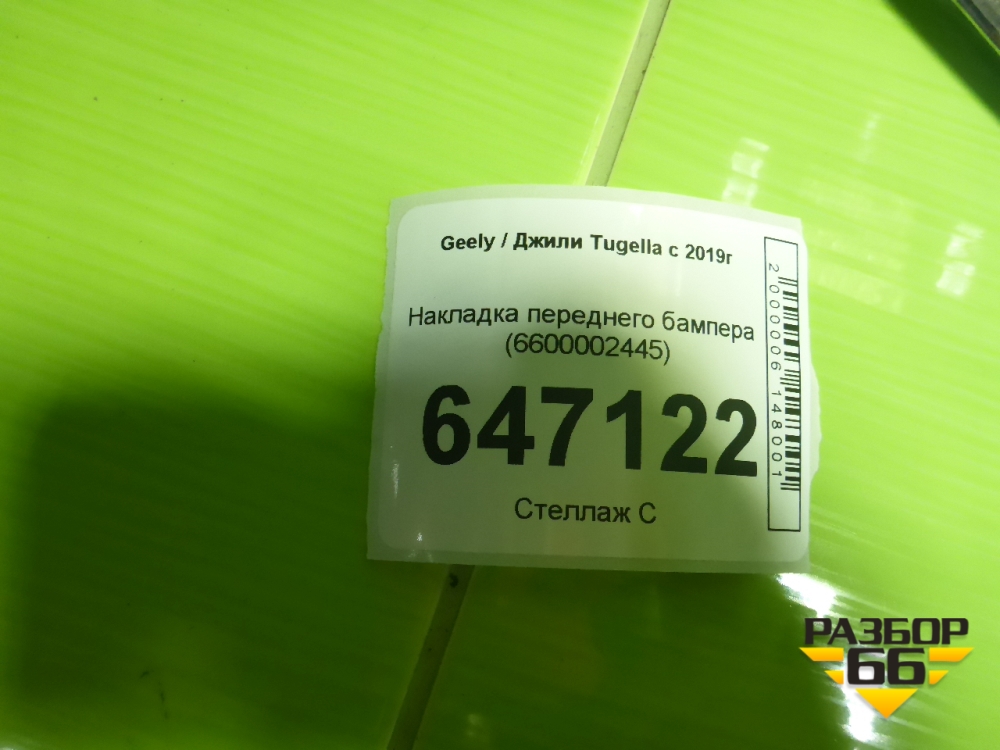 Geely / Джили Tugella с 2019г
Накладка переднего бампера
(6600002445)
647122
Стеллаж С
2000006148001
РАЗБОР
66